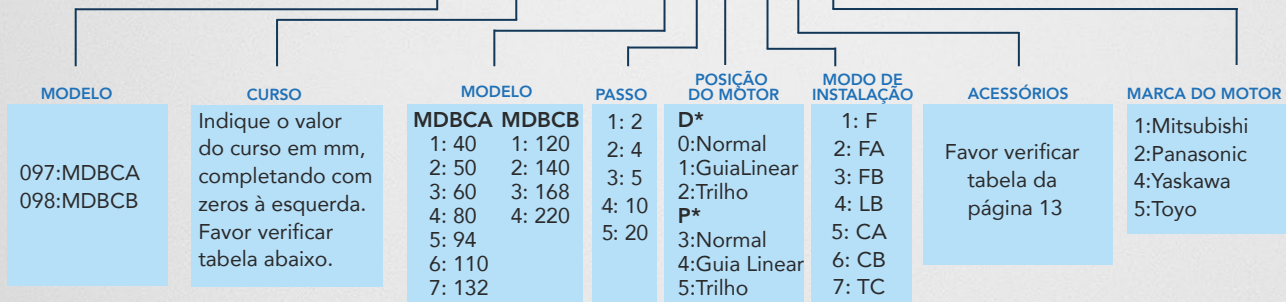 MODELO
097:MDBCA
098:MDBCB
CURSO
Indique o valor
do curso em mm,
completando com
zeros à esquerda.
Favor verificar
tabela abaixo.
MODELO
MDBCA MDBCB
1: 40 1: 120
2: 50 2: 140
3: 60 3: 168
4: 80 4: 220
5: 94
6: 110
7: 132
PASSO
1: 2
2: 4
3: 5
4: 10
5: 20
POSIÇÃO
DO MOTOR
D*
0:Normal
1:GuiaLinear
2:Trilho
P*
3:Normal
4:Guia Linear
5:Trilho
MODO DE
INSTALAÇÃO
1: F
2: FA
3: FB
4: LB
5: CA
6: CB
7: TC
ACESSÓRIOS
Favor verificar
tabela da
página 13
MARCA DO MOTOR
1:Mitsubishi
2:Panasonic
4:Yaskawa
5:Toyo